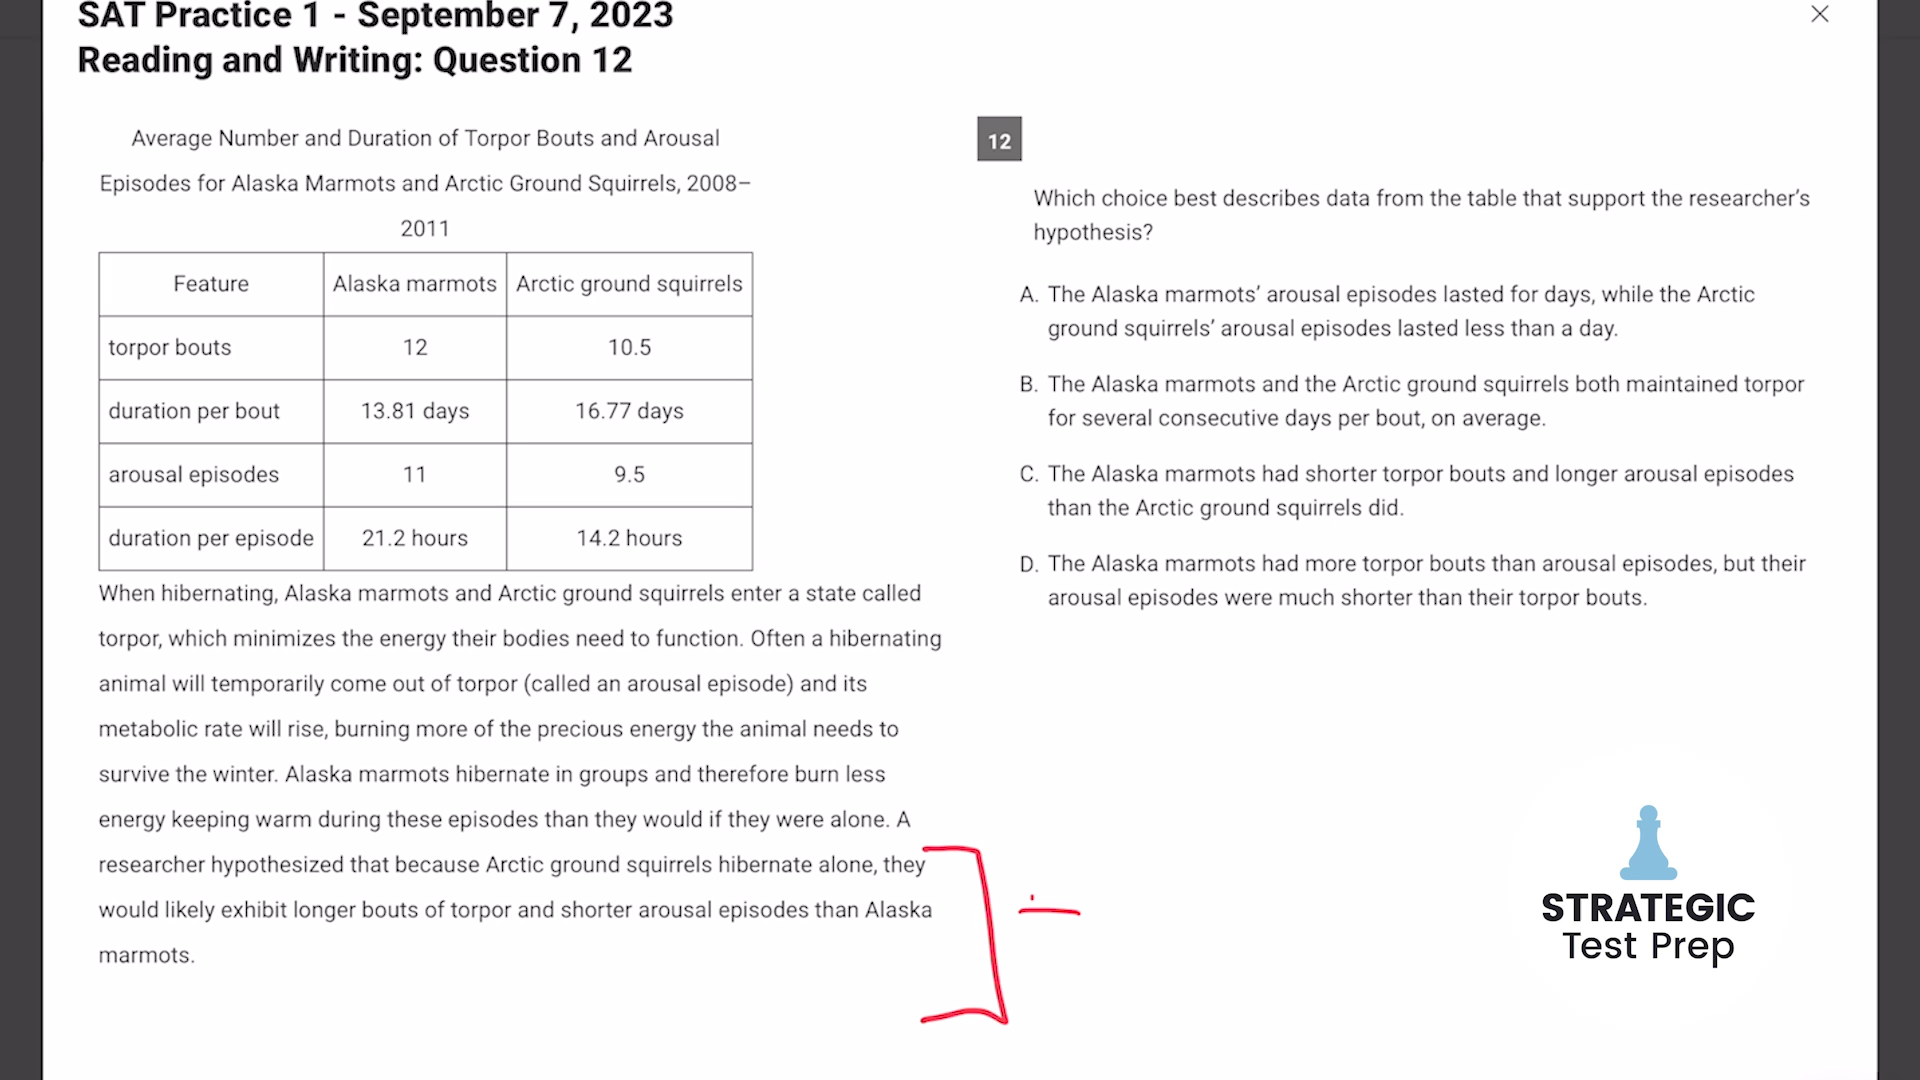 SAT Practice 1 - September 7, 2023
Reading and Writing: Question 12
Average Number and Duration of Torpor Bouts and Arousal
Episodes for Alaska Marmots and Arctic Ground Squirrels, 2008–
2011
Feature Alaska marmots Arctic ground squirrels
torpor bouts 12 10.5
duration per bout 13.81 days 16.77 days
arousal episodes 11 9.5
duration per episode 21.2 hours 14.2 hours
When hibernating, Alaska marmots and Arctic ground squirrels enter a state called
torpor, which minimizes the energy their bodies need to function. Often a hibernating
animal will temporarily come out of torpor (called an arousal episode) and its
metabolic rate will rise, burning more of the precious energy the animal needs to
survive the winter. Alaska marmots hibernate in groups and therefore burn less
energy keeping warm during these episodes than they would if they were alone. A
researcher hypothesized that because Arctic ground squirrels hibernate alone, they
would likely exhibit longer bouts of torpor and shorter arousal episodes than Alaska
marmots.
12
Which choice best describes data from the table that support the researcher's
hypothesis?
A. The Alaska marmots' arousal episodes lasted for days, while the Arctic
ground squirrels' arousal episodes lasted less than a day.
B. The Alaska marmots and the Arctic ground squirrels both maintained torpor
for several consecutive days per bout, on average.
C. The Alaska marmots had shorter torpor bouts and longer arousal episodes
than the Arctic ground squirrels did.
D. The Alaska marmots had more torpor bouts than arousal episodes, but their
arousal episodes were much shorter than their torpor bouts.
STRATEGIC
Test Prep